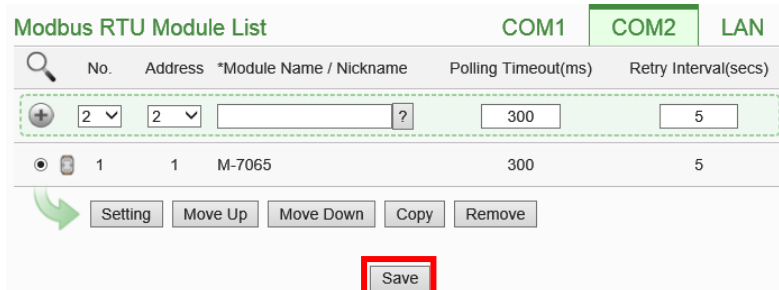 Modbus RTU Module List COM1 COM2 LAN
No. Address *Module Name / Nickname Polling Timeout(ms) Retry Interval(secs)
2 2 ? 300 5
1 1 M-7065 300 5
Setting Move Up Move Down Copy Remove
Save